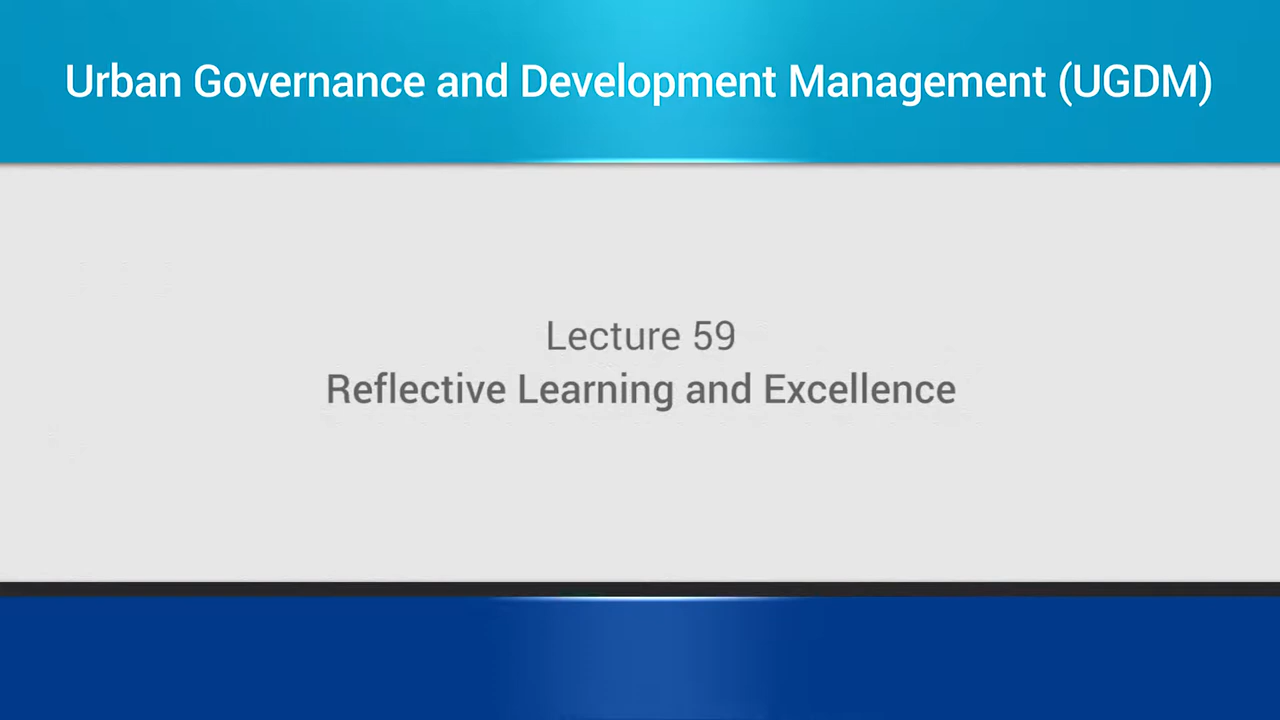 Urban Governance and Development Management (UGDM)
Lecture 59
Reflective Learning and Excellence